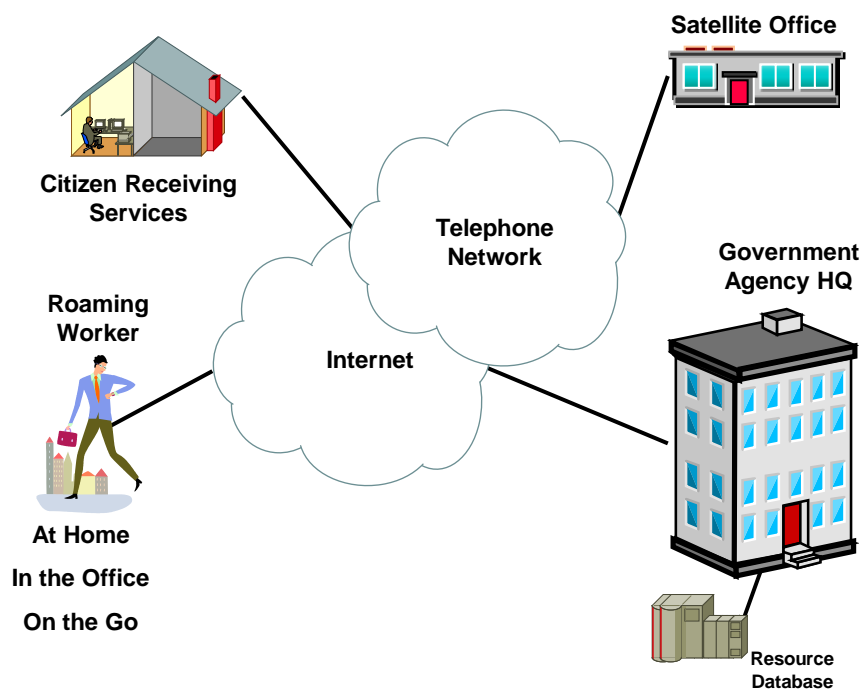 Satellite Office
Citizen Receiving
Services
Telephone
Network
Government
Agency HQ
Roaming
Worker
Internet
At Home
In the Office
On the Go
Resource
Database